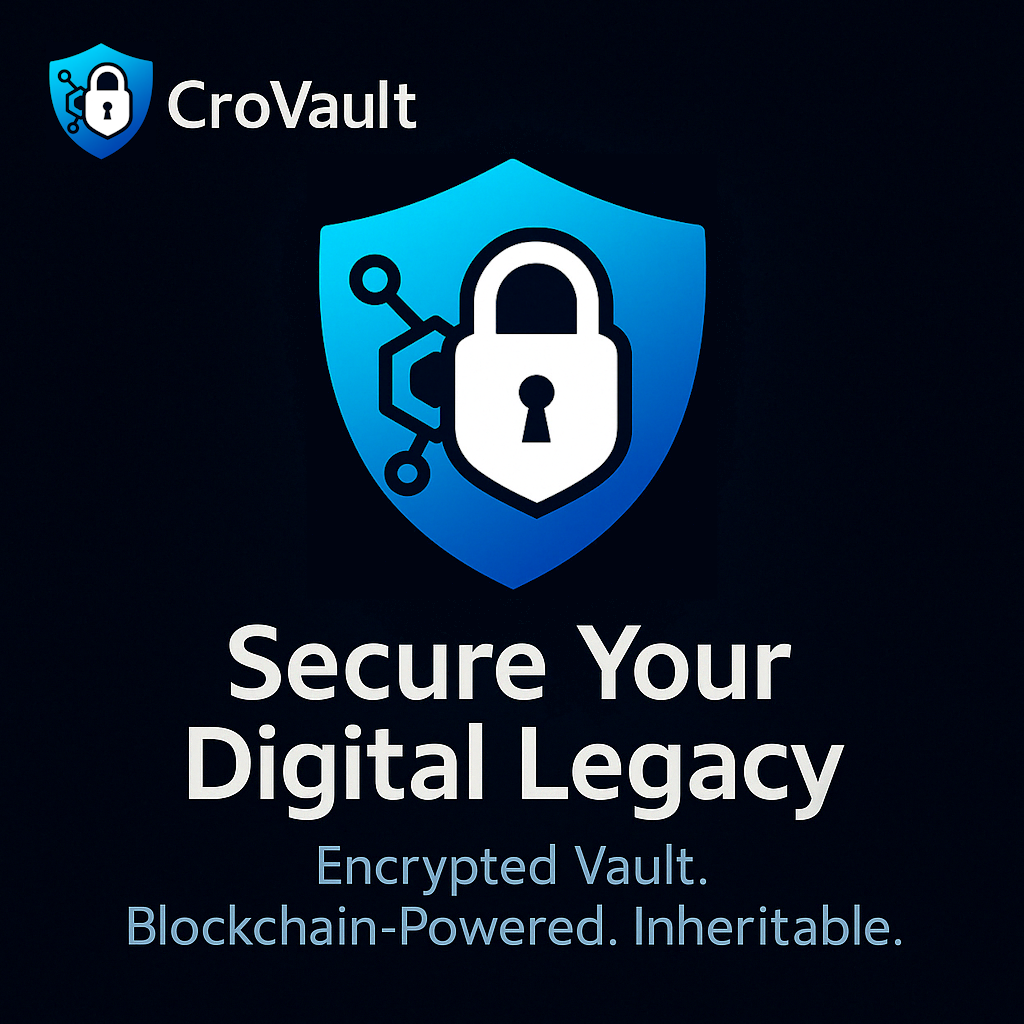 CroVault
Secure Your
Digital Legacy
Encrypted Vault.
Blockchain-Powered. Inheritable.